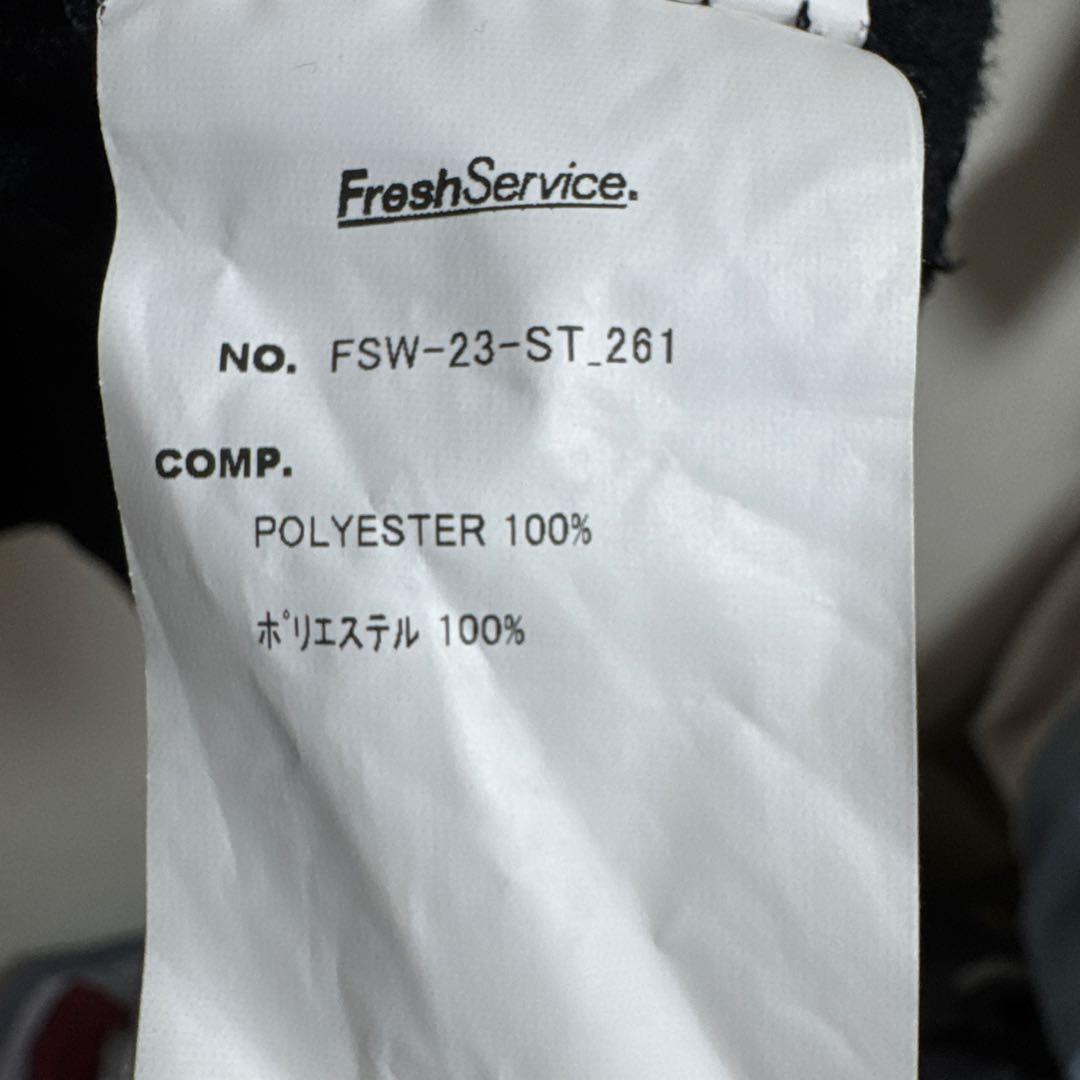 FreshService.
NO. FSW-23-ST_261
COMP.
POLYESTER 100%
ポリエステル 100%